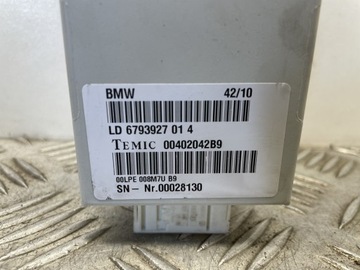 BMW 42/10
LD 6793927 01 4
TEMIC 00402042B9
00LPE 008M7U B9
SN- Nr.00028130